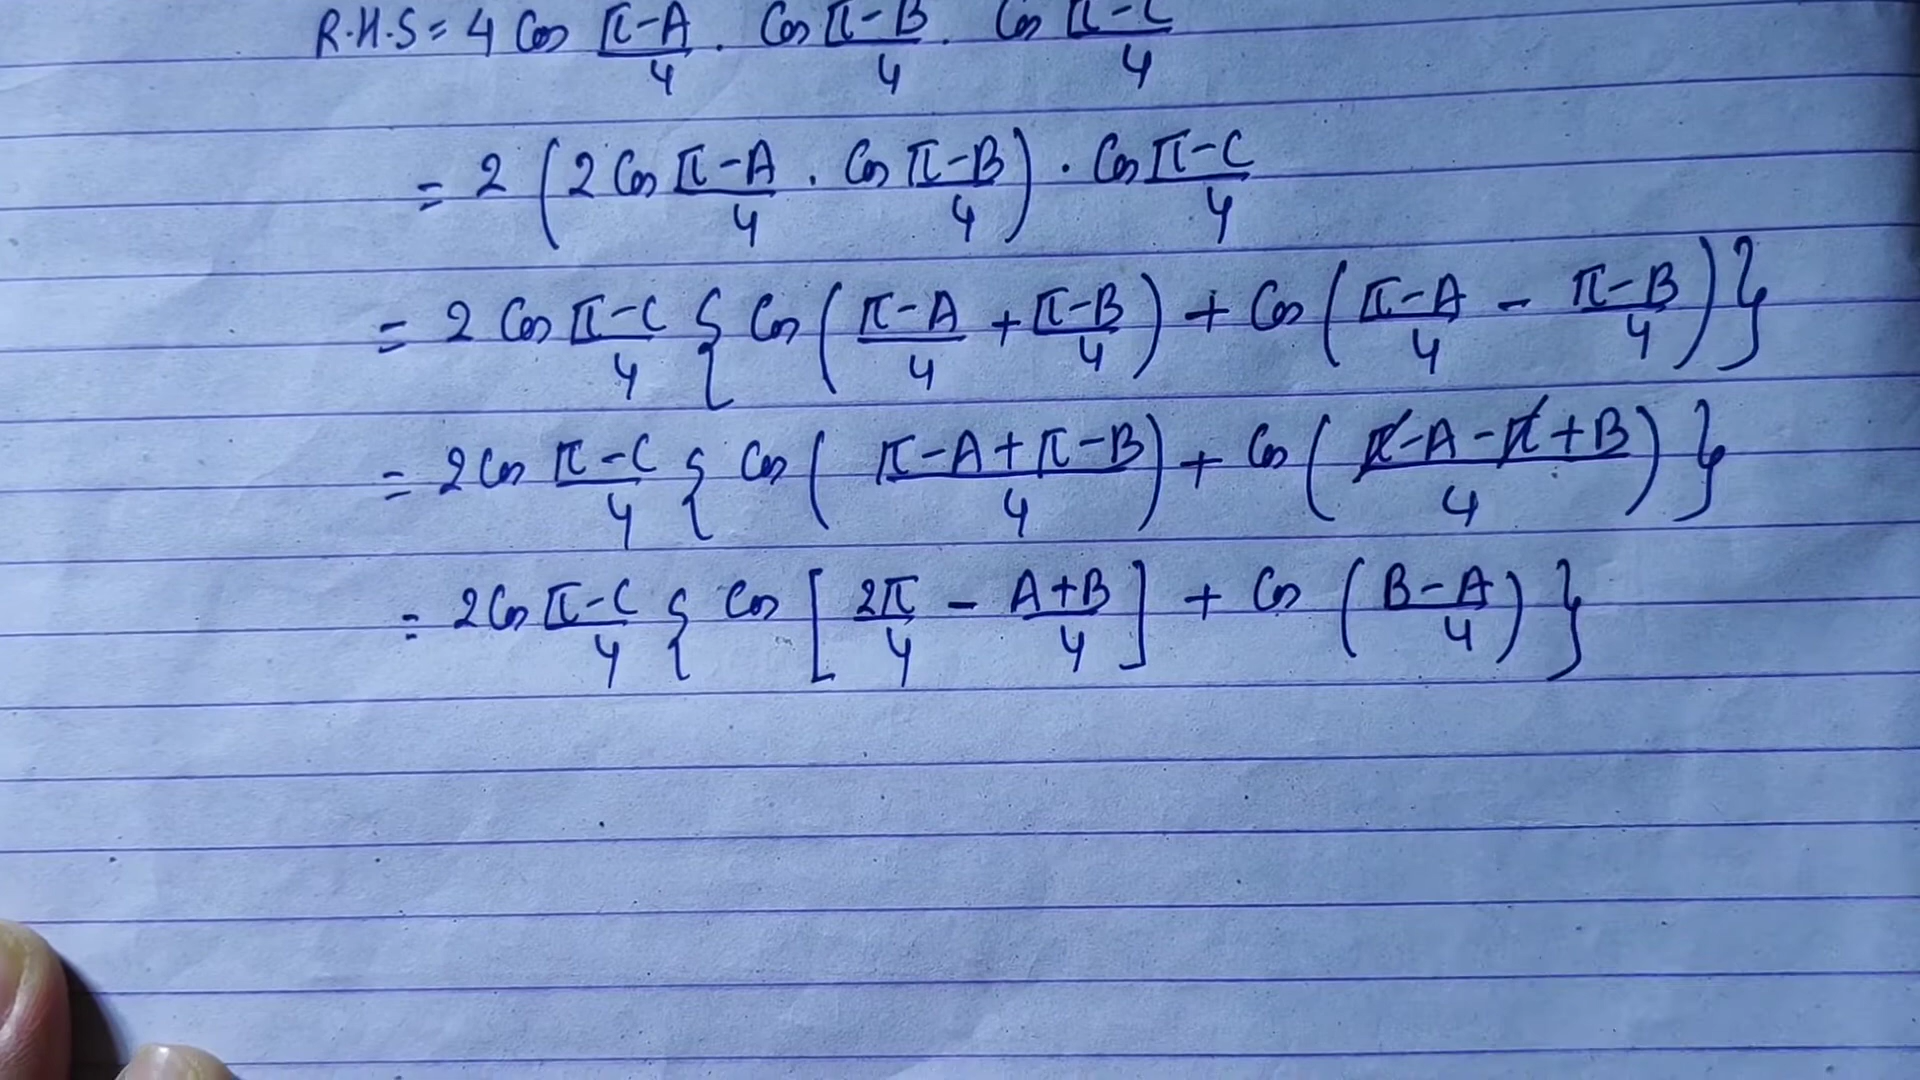 R.H.S = 4 Cos (π-A)/4 . Cos (π-B)/4 . Cos (π-C)/4
= 2 (2 Cos (π-A)/4 . Cos (π-B)/4) . Cos (π-C)/4
= 2 Cos (π-C)/4 { Cos ( (π-A)/4 + (π-B)/4 ) + Cos ( (π-A)/4 - (π-B)/4 ) }
= 2 Cos (π-C)/4 { Cos ( (π-A+π-B)/4 ) + Cos ( (π-A-π+B)/4 ) }
= 2 Cos (π-C)/4 { Cos [ 2π/4 - (A+B)/4 ] + Cos ( (B-A)/4 ) }